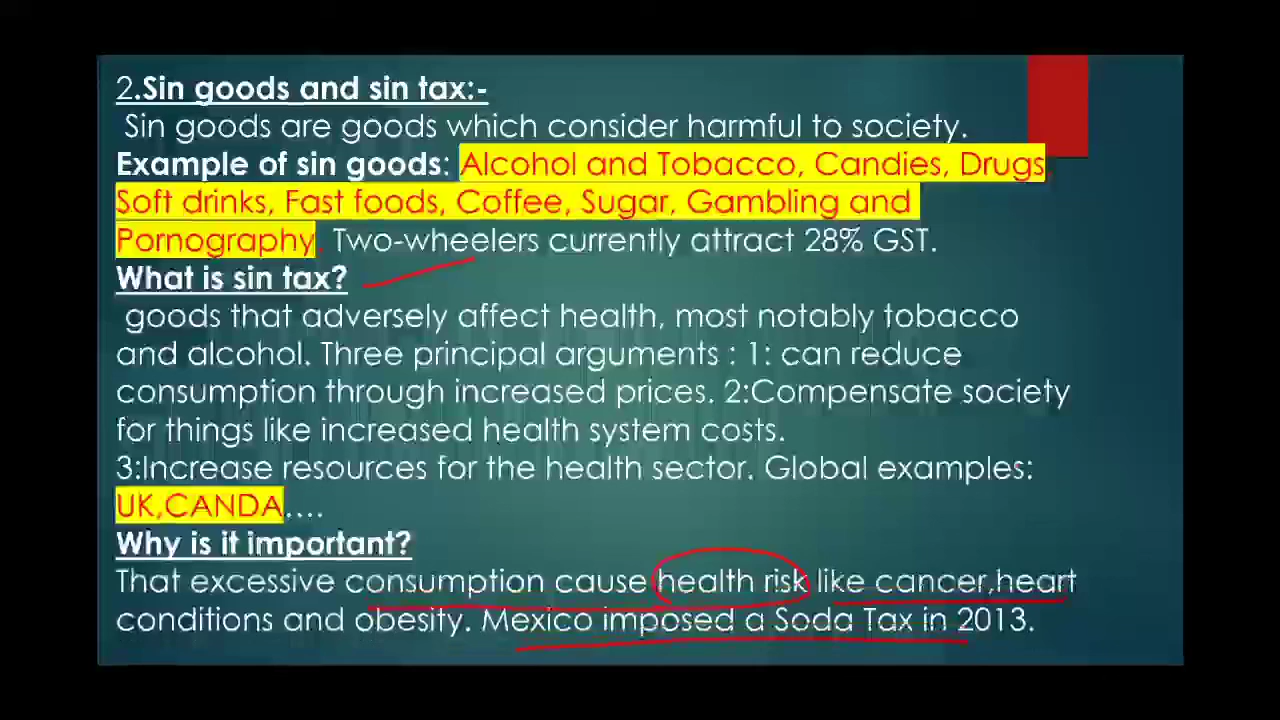 2.Sin goods and sin tax:-
Sin goods are goods which consider harmful to society.
Example of sin goods: Alcohol and Tobacco, Candies, Drugs,
Soft drinks, Fast foods, Coffee, Sugar, Gambling and
Pornography. Two-wheelers currently attract 28% GST.
What is sin tax?
goods that adversely affect health, most notably tobacco
and alcohol. Three principal arguments : 1: can reduce
consumption through increased prices. 2:Compensate society
for things like increased health system costs.
3:Increase resources for the health sector. Global examples:
UK,CANDA....
Why is it important?
That excessive consumption cause health risk like cancer,heart
conditions and obesity. Mexico imposed a Soda Tax in 2013.